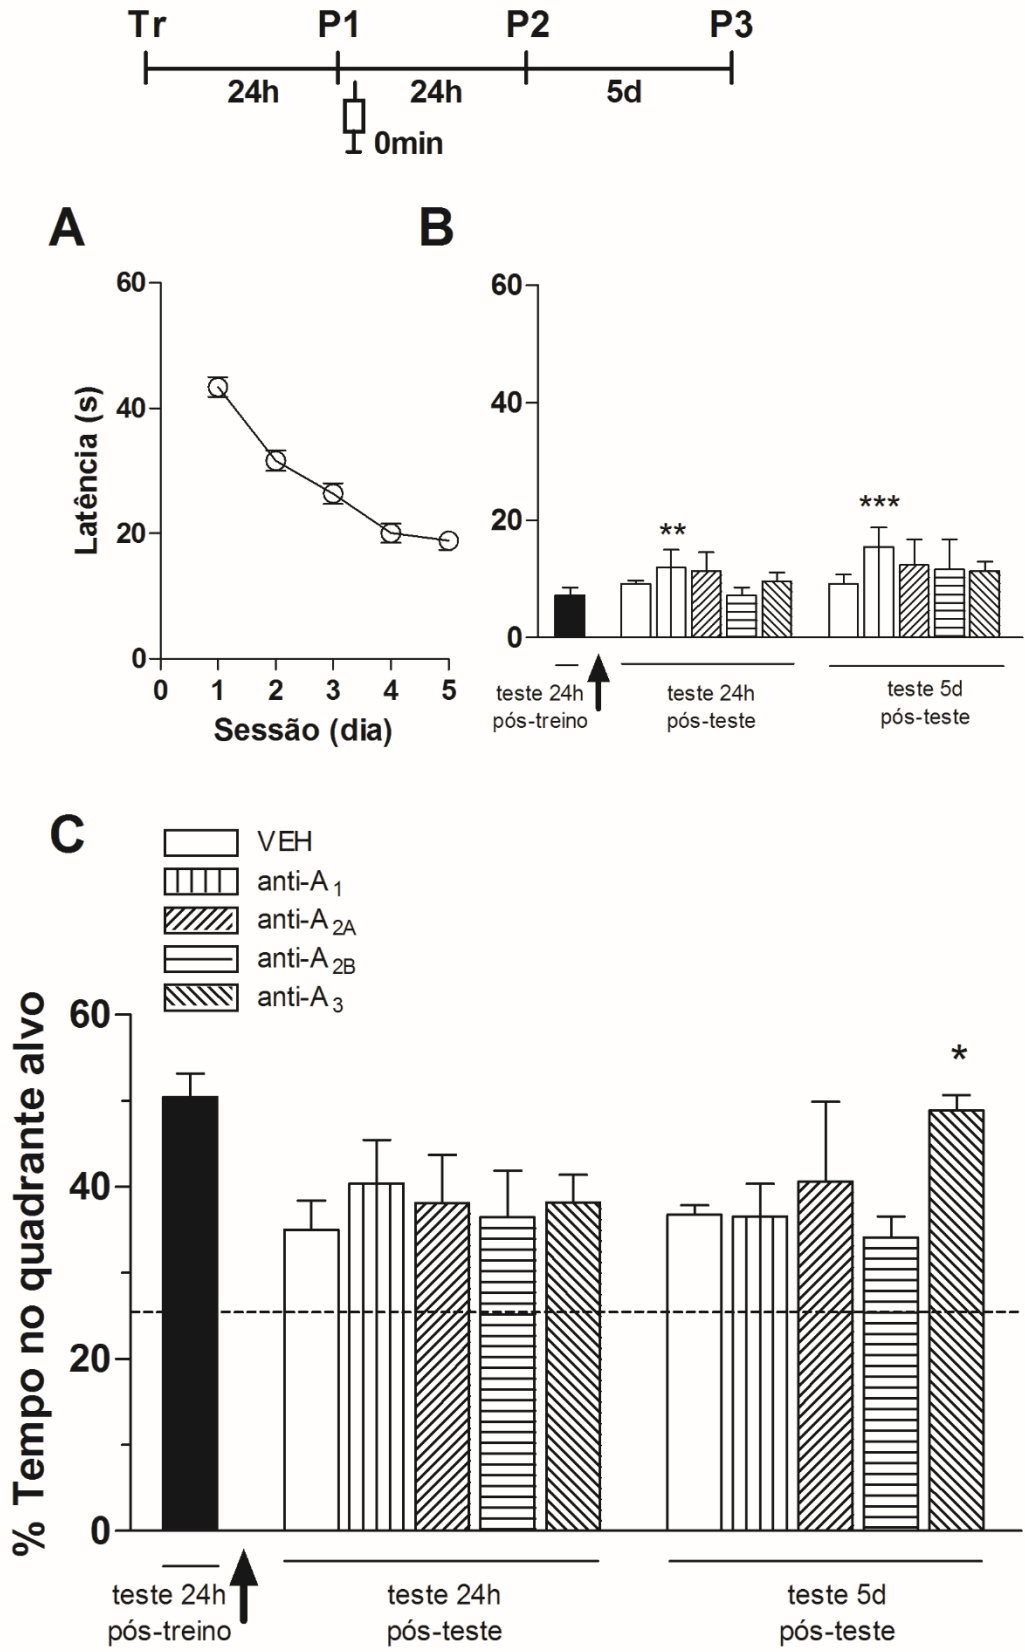 Tr P1 P2 P3
24h 24h 5d
0min
A B
60
40
20
0
Latência (s)
0 1 2 3 4 5
Sessão (dia)
60
40
20
0
**
***
teste 24h
pós-treino
teste 24h
pós-teste
teste 5d
pós-teste
C
VEH
anti-A1
anti-A2A
anti-A2B
anti-A3
% Tempo no quadrante alvo
60
40
20
0
*
teste 24h
pós-treino
teste 24h
pós-teste
teste 5d
pós-teste